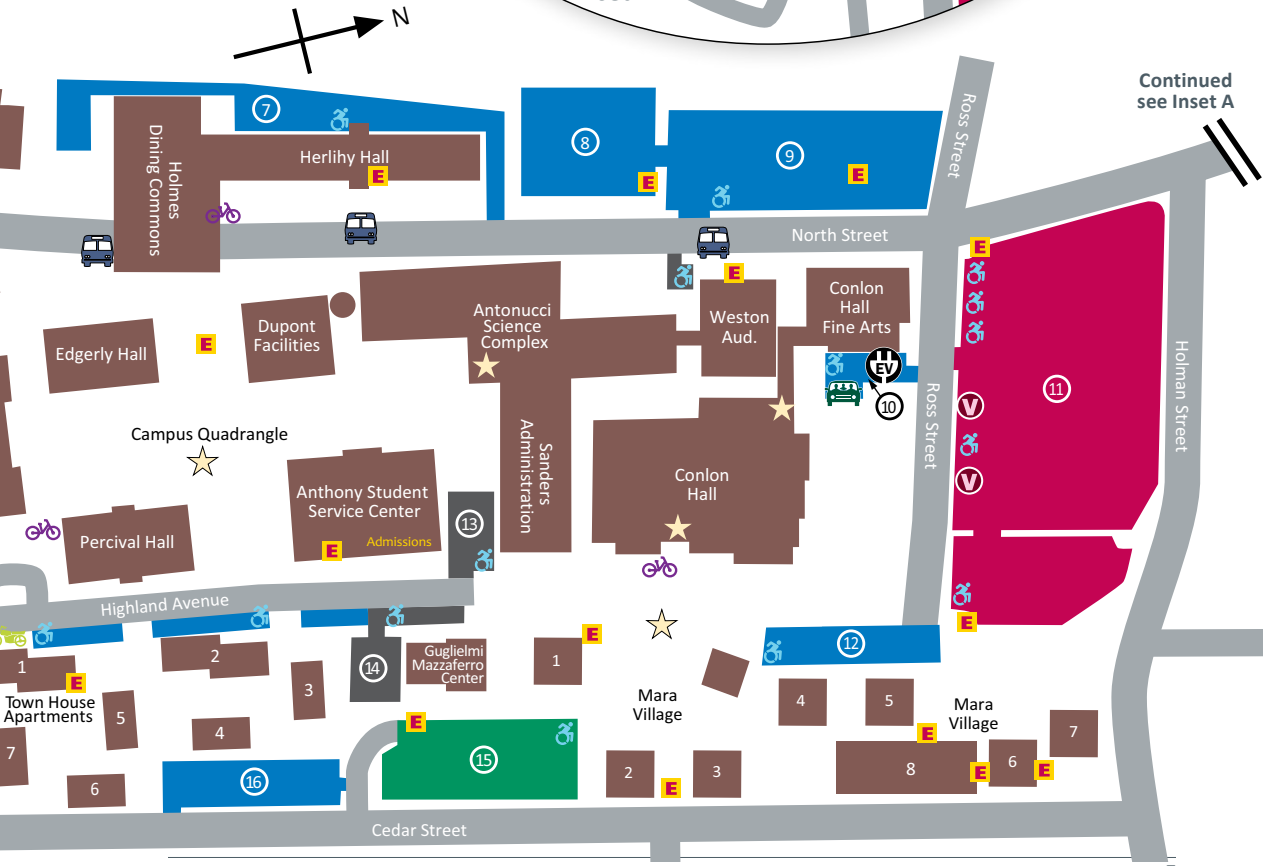 N
Continued
see Inset A
Ross Street
7
8
9
Holmes
Dining Commons
Herlihy Hall
E
E
E
North Street
E
E
Edgerly Hall
E
Dupont
Facilities
Antonucci
Science
Complex
Weston
Aud.
Conlon
Hall
Fine Arts
EV
10
Ross Street
V
V
11
Holman Street
Campus Quadrangle
Anthony Student
Service Center
Admissions
E
13
Sanders
Administration
Conlon
Hall
Percival Hall
Highland Avenue
E
12
E
1
Town House
Apartments
E
2
3
5
4
7
6
14
Guglielmi
Mazzaferro
Center
1
E
15
16
Mara
Village
2
E
3
4
5
Mara
Village
E
8
E
6
E
7
Cedar Street